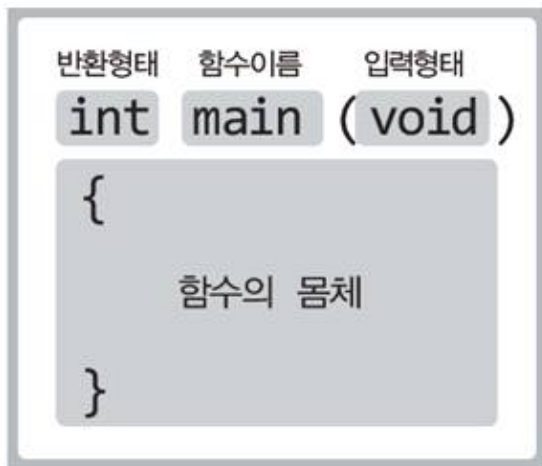 반환형태 함수이름 입력형태
int main (void)
{
함수의 몸체
}